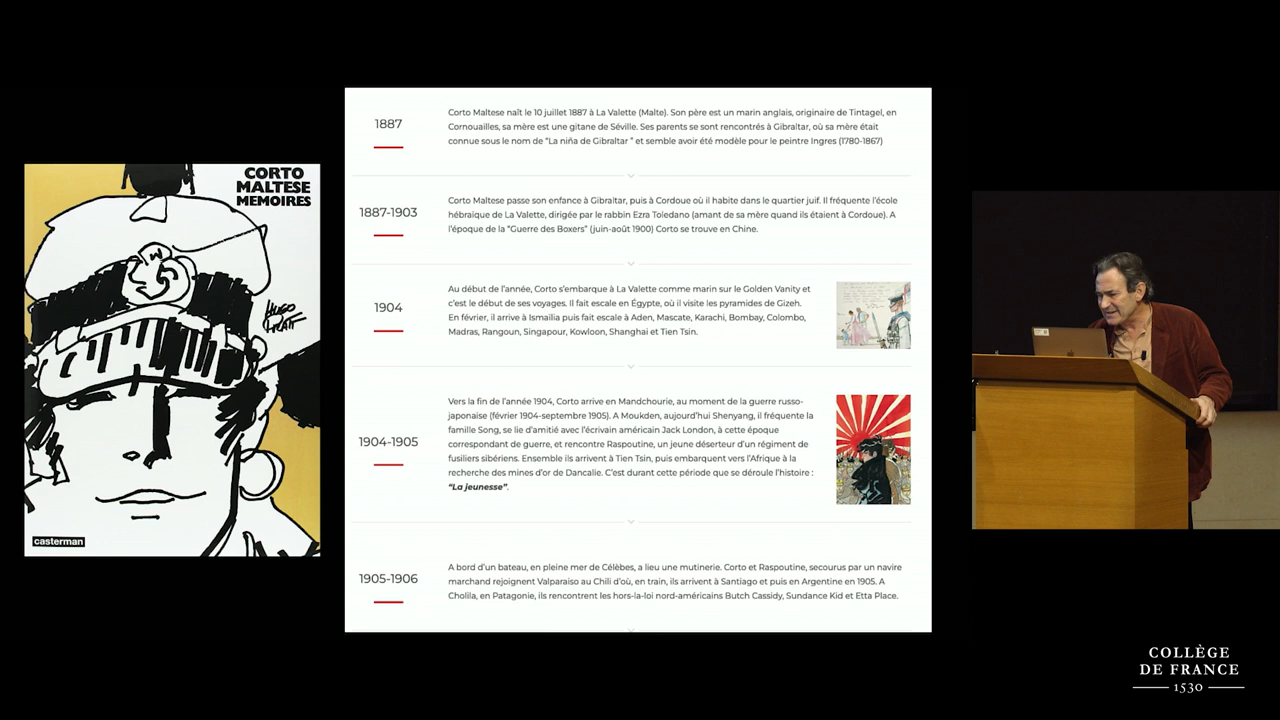 CORTO
MALTESE
MEMOIRES
HUGO
PRATT
casterman
1887
Corto Maltese naît le 10 juillet 1887 à La Valette (Malte). Son père est un marin anglais, originaire de Tintagel, en
Cornouailles, sa mère est une gitane de Séville. Ses parents se sont rencontrés à Gibraltar, où sa mère était
connue sous le nom de “La niña de Gibraltar ” et semble avoir été modèle pour le peintre Ingres (1780-1867)
1887-1903
Corto Maltese passe son enfance à Gibraltar, puis à Cordoue où il habite dans le quartier juif. Il fréquente l’école
hébraique de La Valette, dirigée par le rabbin Ezra Toledano (amant de sa mère quand ils étaient à Cordoue). A
l’époque de la “Guerre des Boxers” (juin-août 1900) Corto se trouve en Chine.
1904
Au début de l’année, Corto s’embarque à La Valette comme marin sur le Golden Vanity et
c’est le début de ses voyages. Il fait escale en Égypte, où il visite les pyramides de Gizeh.
En février, il arrive à Ismaïlia puis fait escale à Aden, Mascate, Karachi, Bombay, Colombo,
Madras, Rangoun, Singapour, Kowloon, Shanghai et Tien Tsin.
1904-1905
Vers la fin de l’année 1904, Corto arrive en Mandchourie, au moment de la guerre russo-
japonaise (février 1904-septembre 1905). A Moukden, aujourd’hui Shenyang, il fréquente la
famille Song, se lie d’amitié avec l’écrivain américain Jack London, à cette époque
correspondant de guerre, et rencontre Raspoutine, un jeune déserteur d’un régiment de
fusiliers sibériens. Ensemble ils arrivent à Tien Tsin, puis embarquent vers l’Afrique à la
recherche des mines d’or de Dancalie. C’est durant cette période que se déroule l’histoire :
“La jeunesse”.
1905-1906
A bord d’un bateau, en pleine mer de Célèbes, a lieu une mutinerie. Corto et Raspoutine, secourus par un navire
marchand rejoignent Valparaiso au Chili d’où, en train, ils arrivent à Santiago et puis en Argentine en 1905. A
Cholila, en Patagonie, ils rencontrent les hors-la-loi nord-américains Butch Cassidy, Sundance Kid et Etta Place.
COLLÈGE
DE FRANCE
1530